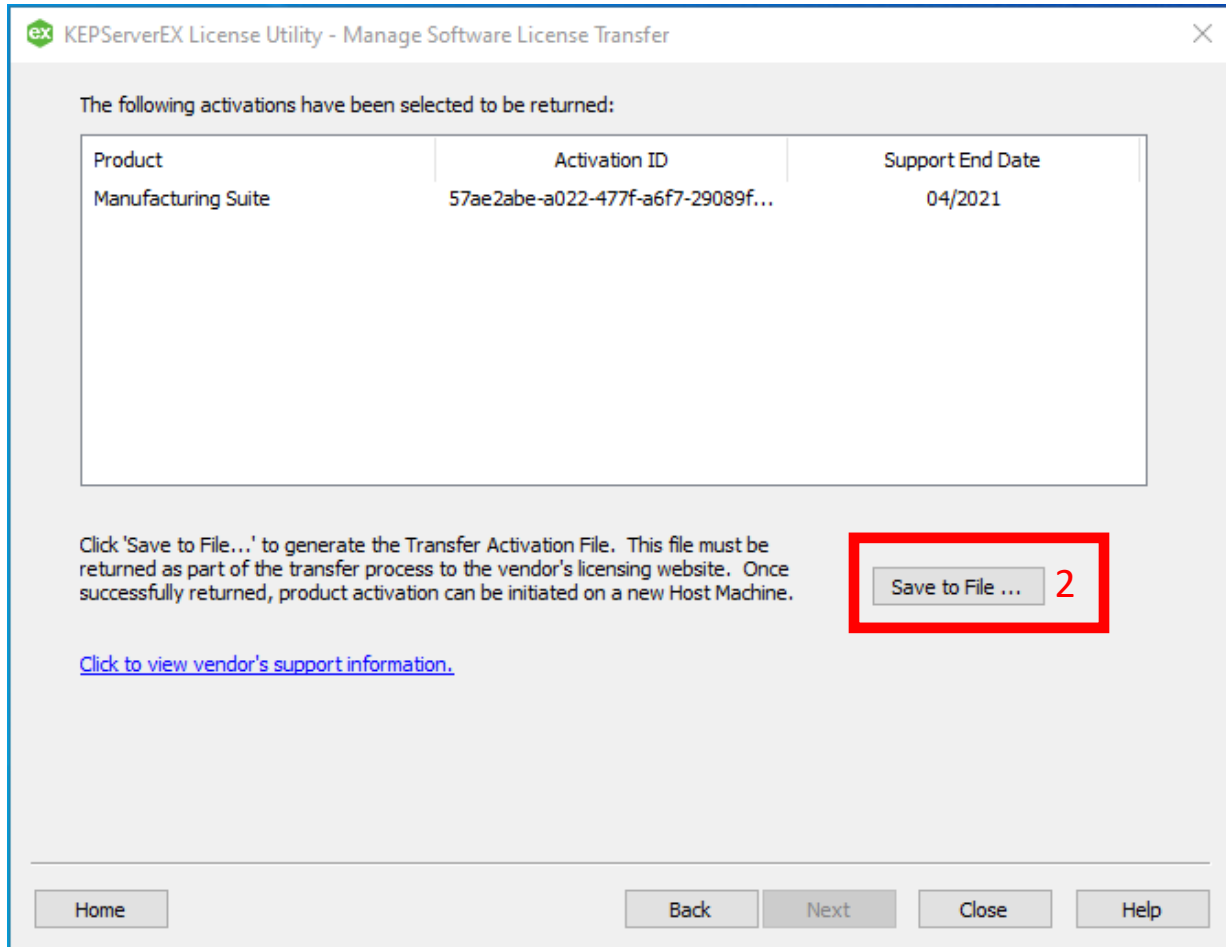 ex KEPServerEX License Utility - Manage Software License Transfer
The following activations have been selected to be returned:
Product Activation ID Support End Date
Manufacturing Suite 57ae2abe-a022-477f-a6f7-29089f... 04/2021
Click 'Save to File...' to generate the Transfer Activation File. This file must be
returned as part of the transfer process to the vendor's licensing website. Once
successfully returned, product activation can be initiated on a new Host Machine.
Save to File ... 2
Click to view vendor's support information.
Home Back Next Close Help